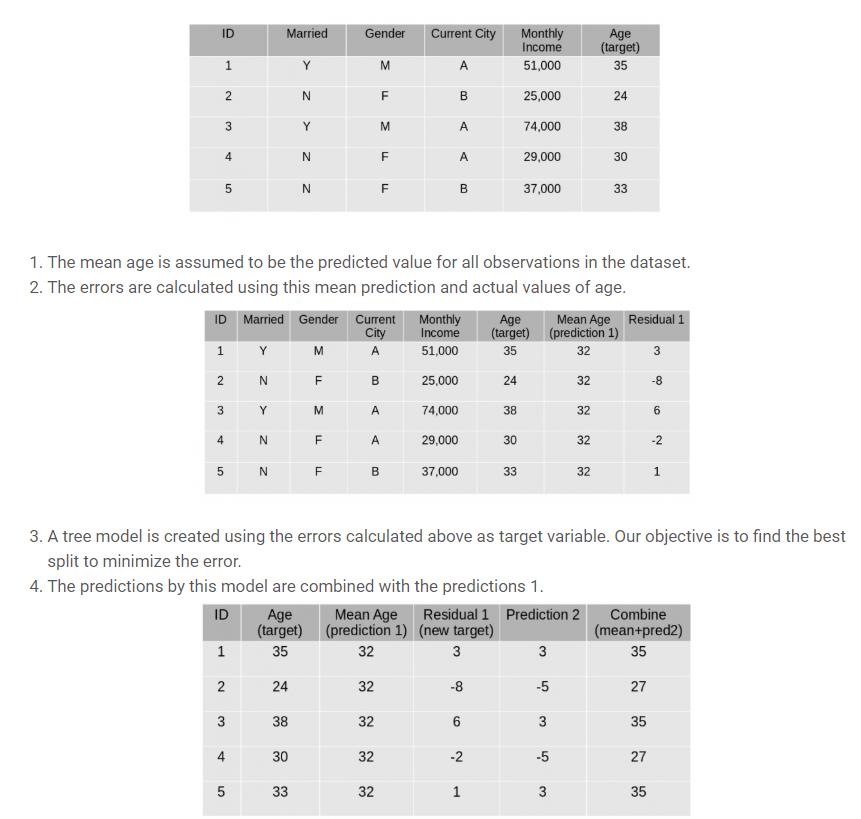 ID Married Gender Current City Monthly Income Age (target)
1 Y M A 51,000 35
2 N F B 25,000 24
3 Y M A 74,000 38
4 N F A 29,000 30
5 N F B 37,000 33
1. The mean age is assumed to be the predicted value for all observations in the dataset.
2. The errors are calculated using this mean prediction and actual values of age.
ID Married Gender Current City Monthly Income Age (target) Mean Age (prediction 1) Residual 1
1 Y M A 51,000 35 32 3
2 N F B 25,000 24 32 -8
3 Y M A 74,000 38 32 6
4 N F A 29,000 30 32 -2
5 N F B 37,000 33 32 1
3. A tree model is created using the errors calculated above as target variable. Our objective is to find the best
split to minimize the error.
4. The predictions by this model are combined with the predictions 1.
ID Age (target) Mean Age (prediction 1) Residual 1 (new target) Prediction 2 Combine (mean+pred2)
1 35 32 3 3 35
2 24 32 -8 -5 27
3 38 32 6 3 35
4 30 32 -2 -5 27
5 33 32 1 3 35